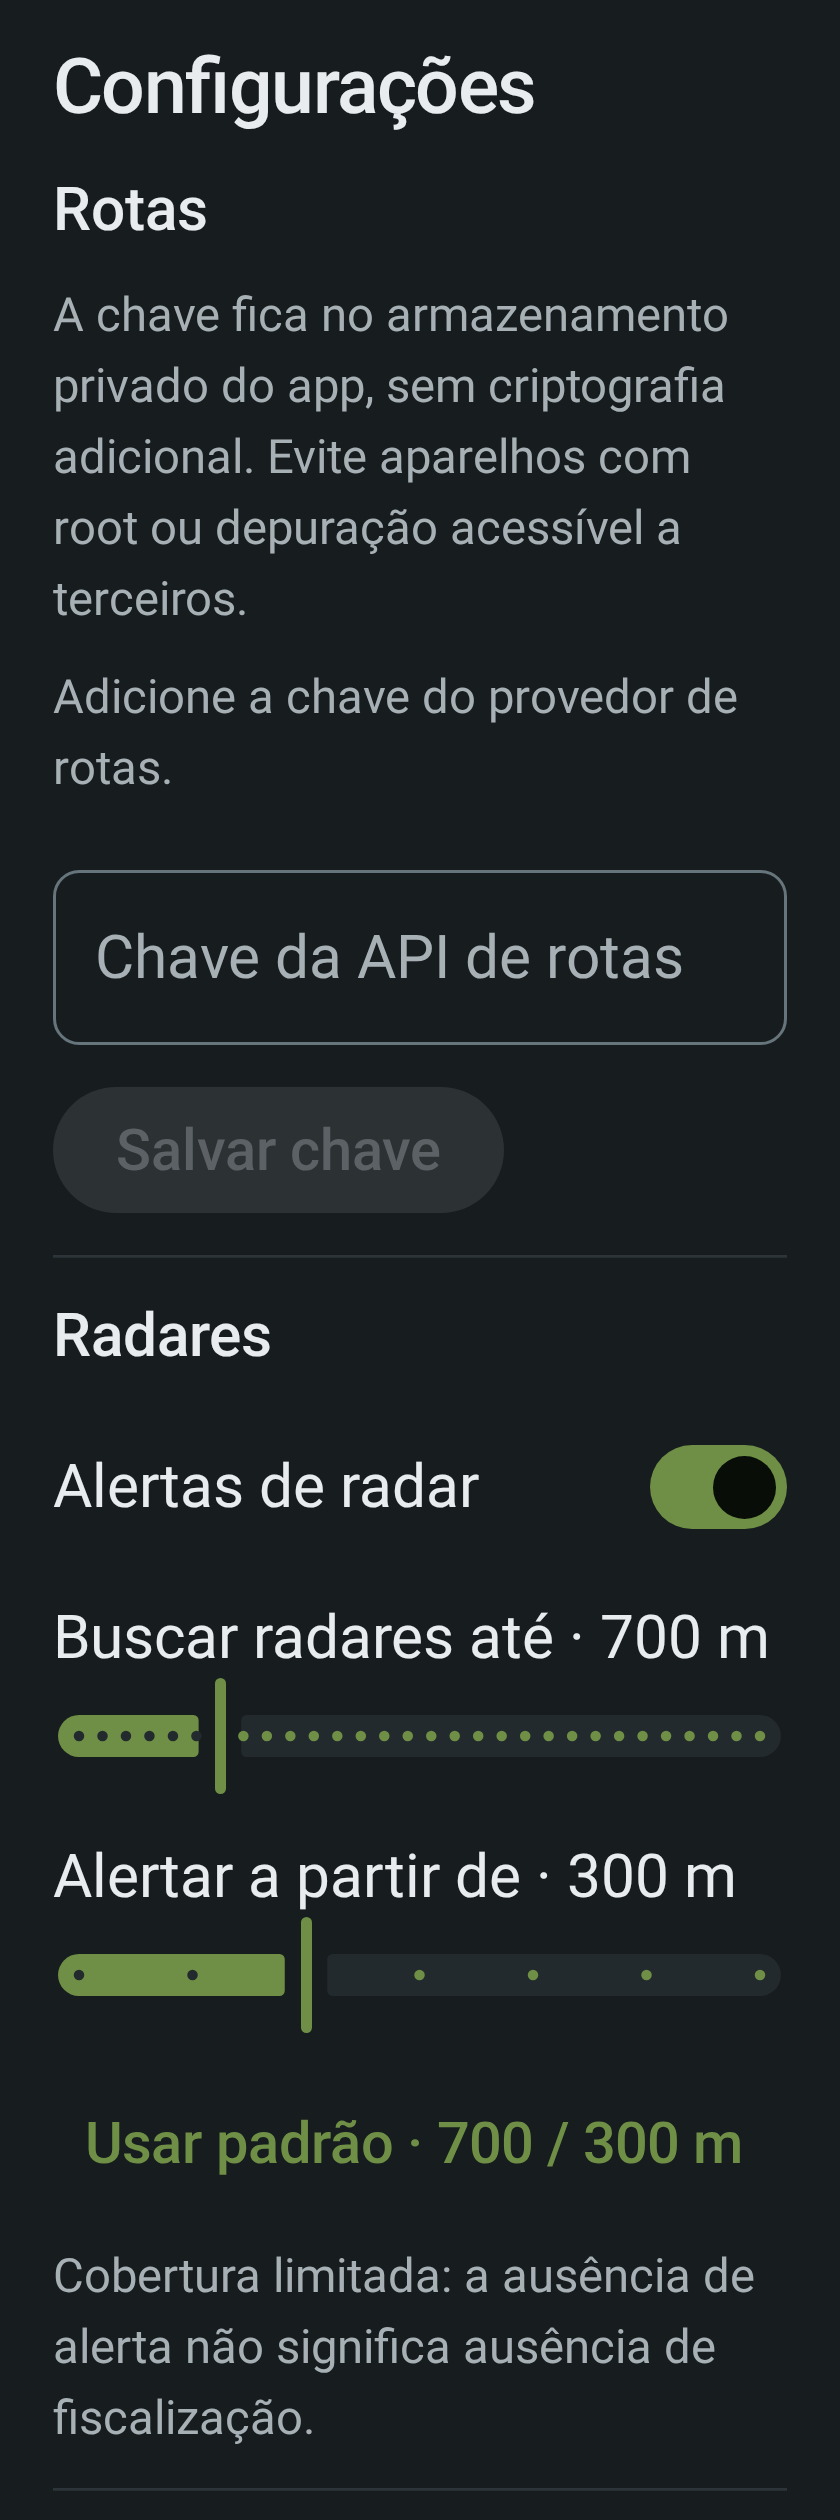 Configurações
Rotas
A chave fica no armazenamento
privado do app, sem criptografia
adicional. Evite aparelhos com
root ou depuração acessível a
terceiros.
Adicione a chave do provedor de
rotas.
Chave da API de rotas
Salvar chave
Radares
Alertas de radar
Buscar radares até · 700 m
Alertar a partir de · 300 m
Usar padrão · 700 / 300 m
Cobertura limitada: a ausência de
alerta não significa ausência de
fiscalização.